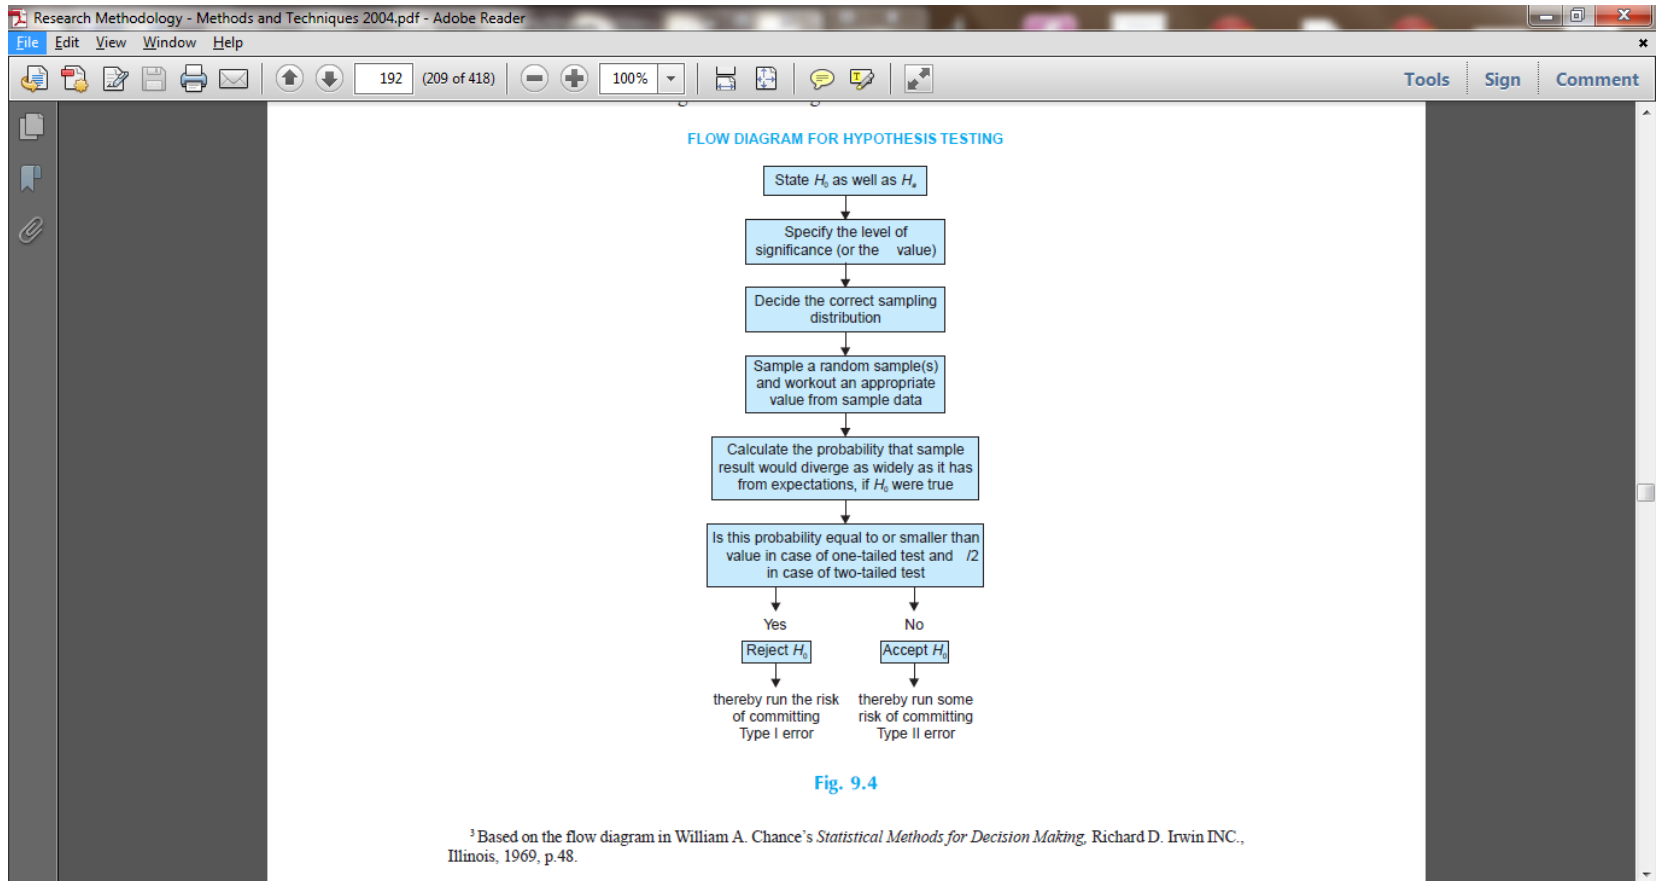 Research Methodology - Methods and Techniques 2004.pdf - Adobe Reader
File Edit View Window Help
192 (209 of 418) 100% Tools Sign Comment
FLOW DIAGRAM FOR HYPOTHESIS TESTING
State H₀ as well as Hₐ
Specify the level of
significance (or the value)
Decide the correct sampling
distribution
Sample a random sample(s)
and workout an appropriate
value from sample data
Calculate the probability that sample
result would diverge as widely as it has
from expectations, if H₀ were true
Is this probability equal to or smaller than
value in case of one-tailed test and /2
in case of two-tailed test
Yes
No
Reject H₀
Accept H₀
thereby run the risk
of committing
Type I error
thereby run some
risk of committing
Type II error
Fig. 9.4
³ Based on the flow diagram in William A. Chance's Statistical Methods for Decision Making, Richard D. Irwin INC.,
Illinois, 1969, p.48.